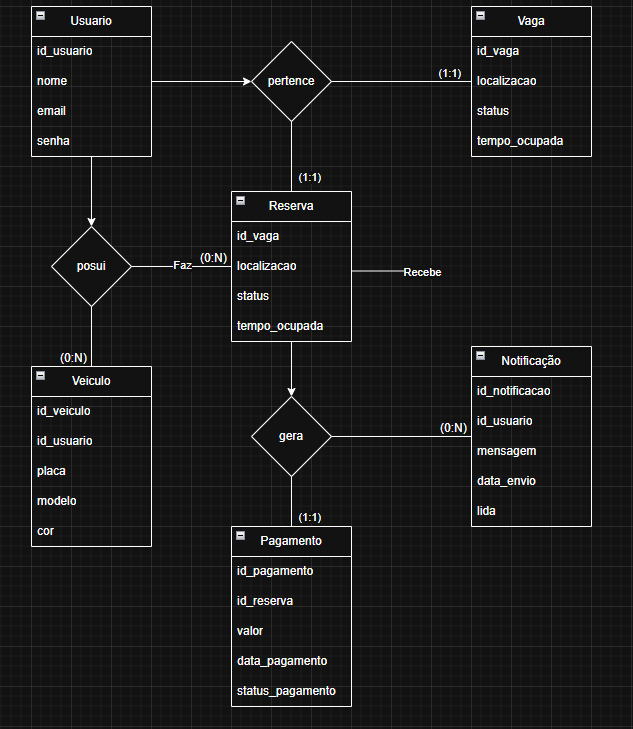 Usuario
id_usuario
nome
email
senha
pertence
(1:1)
Vaga
id_vaga
localizacao
status
tempo_ocupada
(1:1)
Reserva
id_vaga
localizacao
status
tempo_ocupada
posui
Faz
(0:N)
Recebe
(0:N)
Veiculo
id_veiculo
id_usuario
placa
modelo
cor
gera
(0:N)
Notificação
id_notificacao
id_usuario
mensagem
data_envio
lida
(1:1)
Pagamento
id_pagamento
id_reserva
valor
data_pagamento
status_pagamento